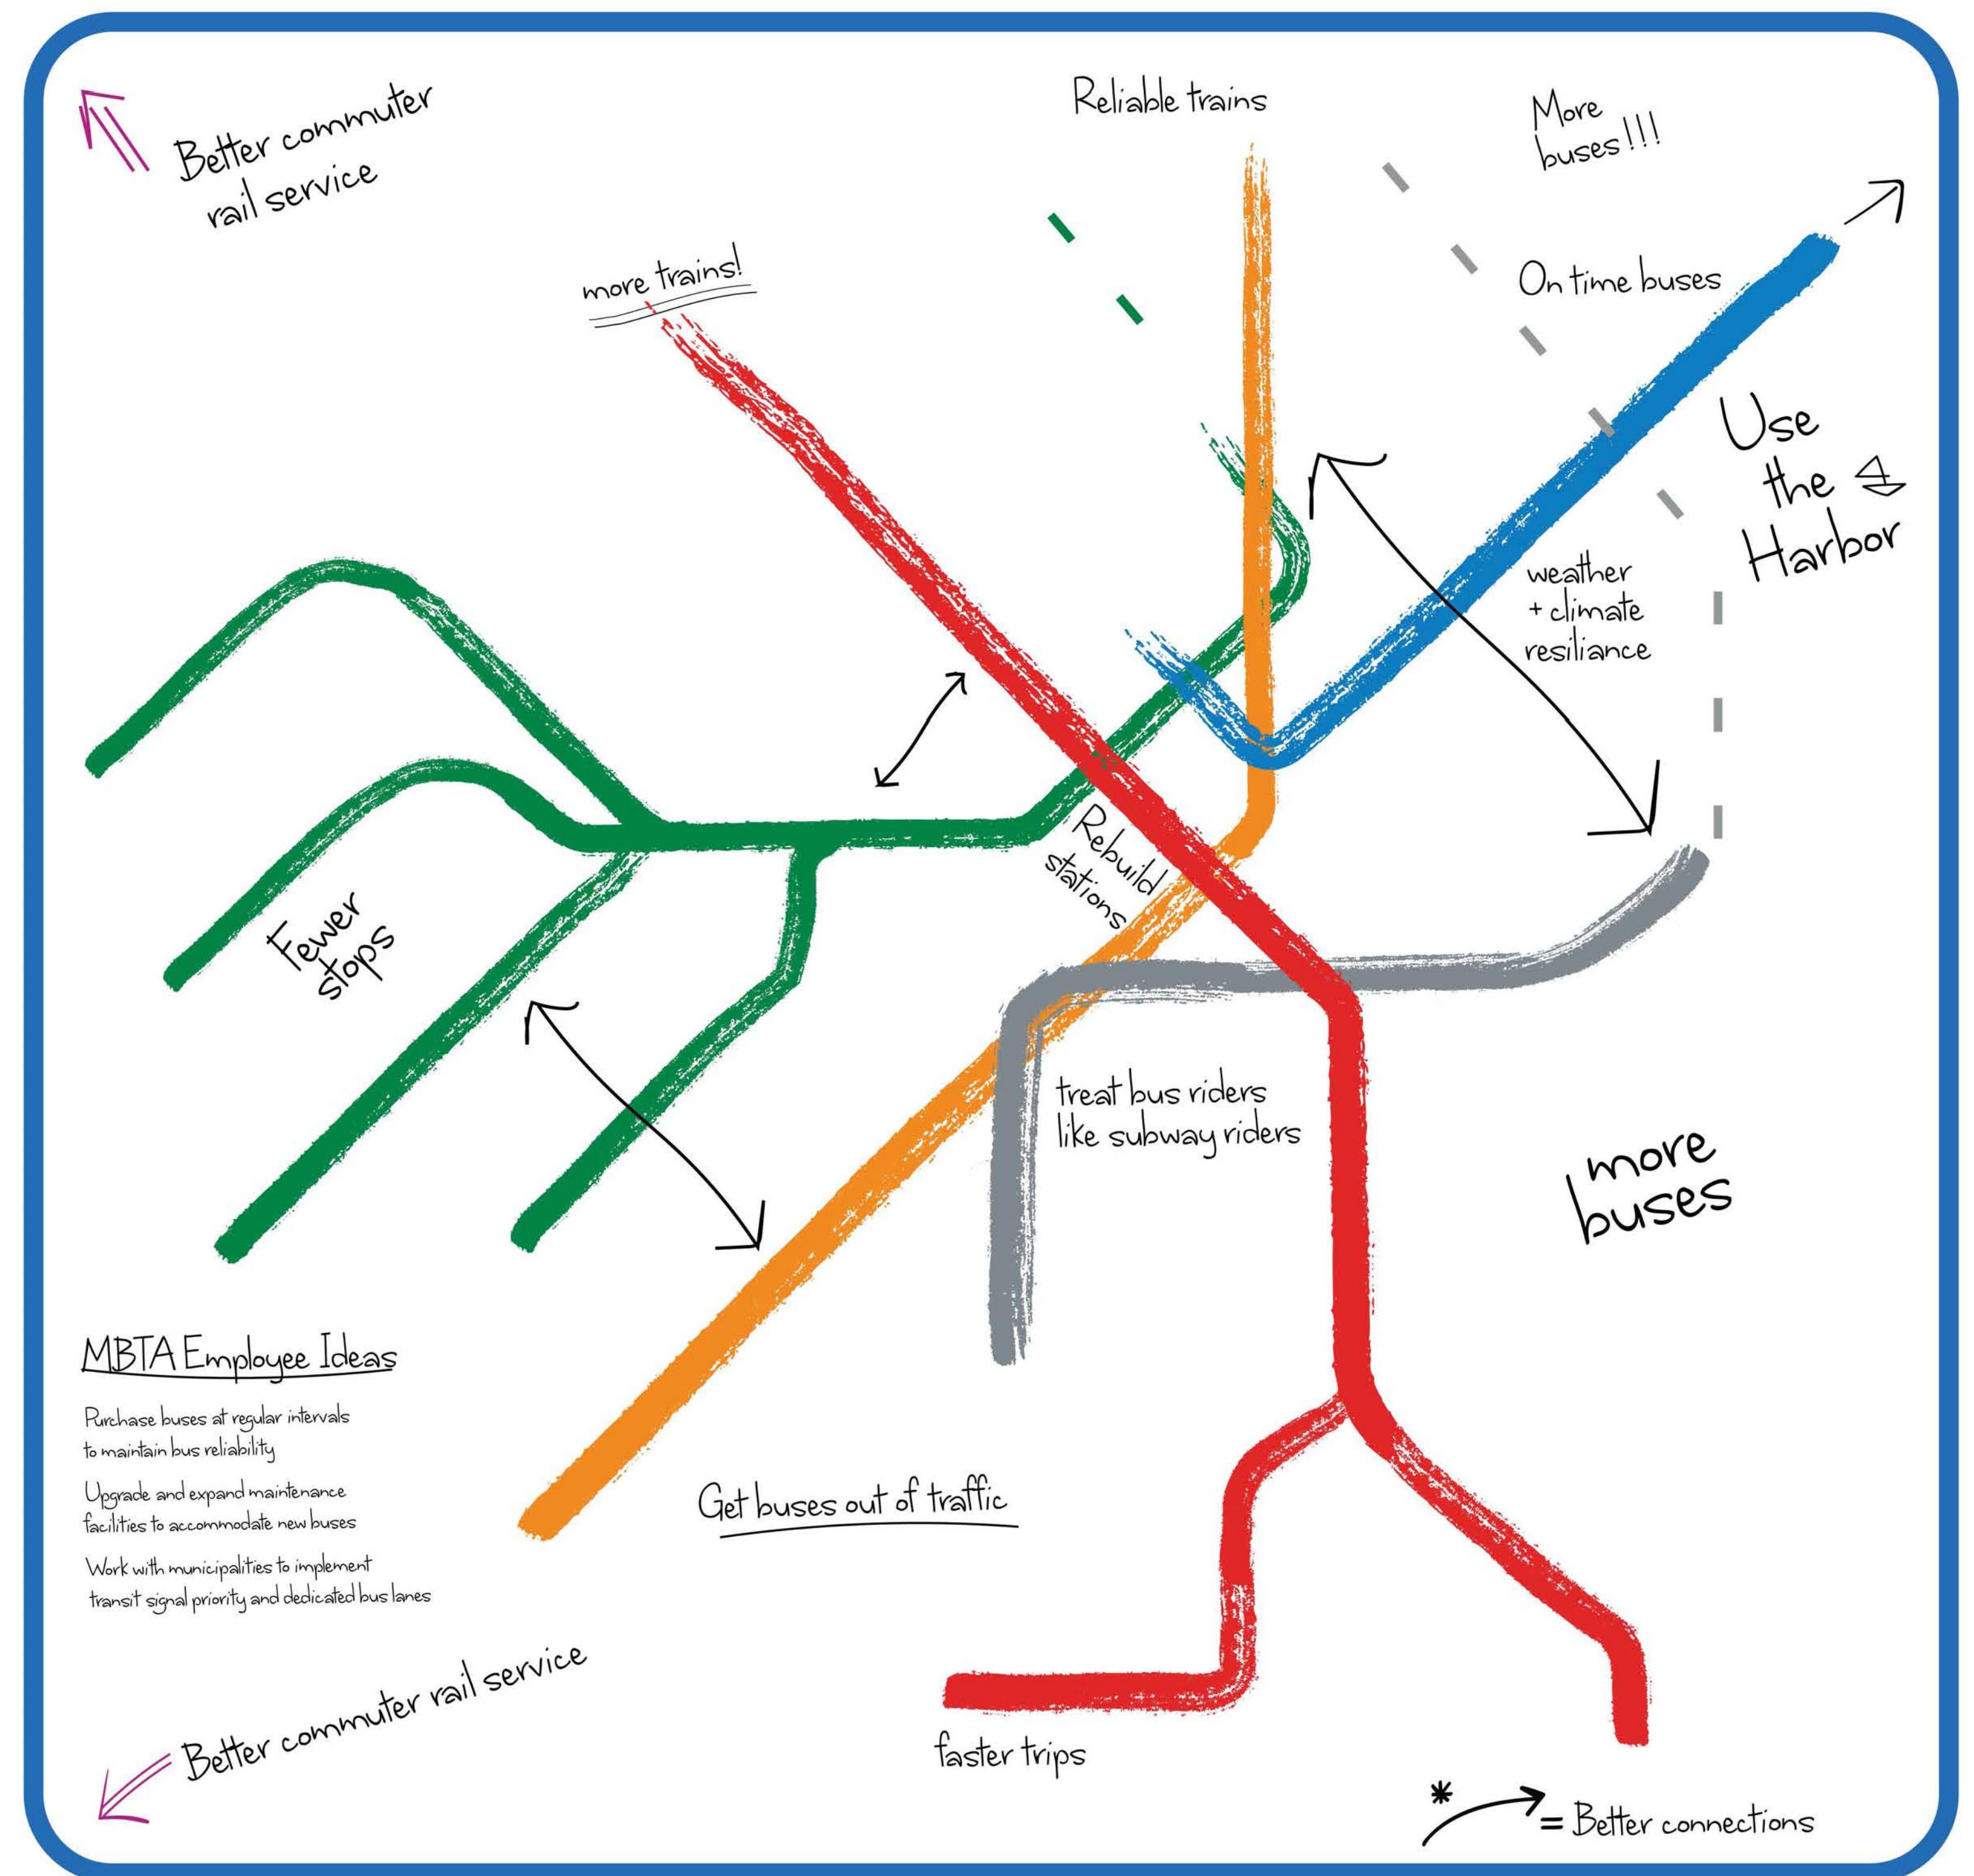 Better commuter
rail service
Reliable trains
More
buses!!!
more trains!
On time buses
Use
the
Harbor
weather
+ climate
resiliance
Rebuild
stations
Fewer
stops
treat bus riders
like subway riders
more
buses
MBTA Employee Ideas
Purchase buses at regular intervals
to maintain bus reliability
Upgrade and expand maintenance
facilities to accommodate new buses
Work with municipalities to implement
transit signal priority and dedicated bus lanes
Get buses out of traffic
Better commuter rail service
faster trips
* = Better connections